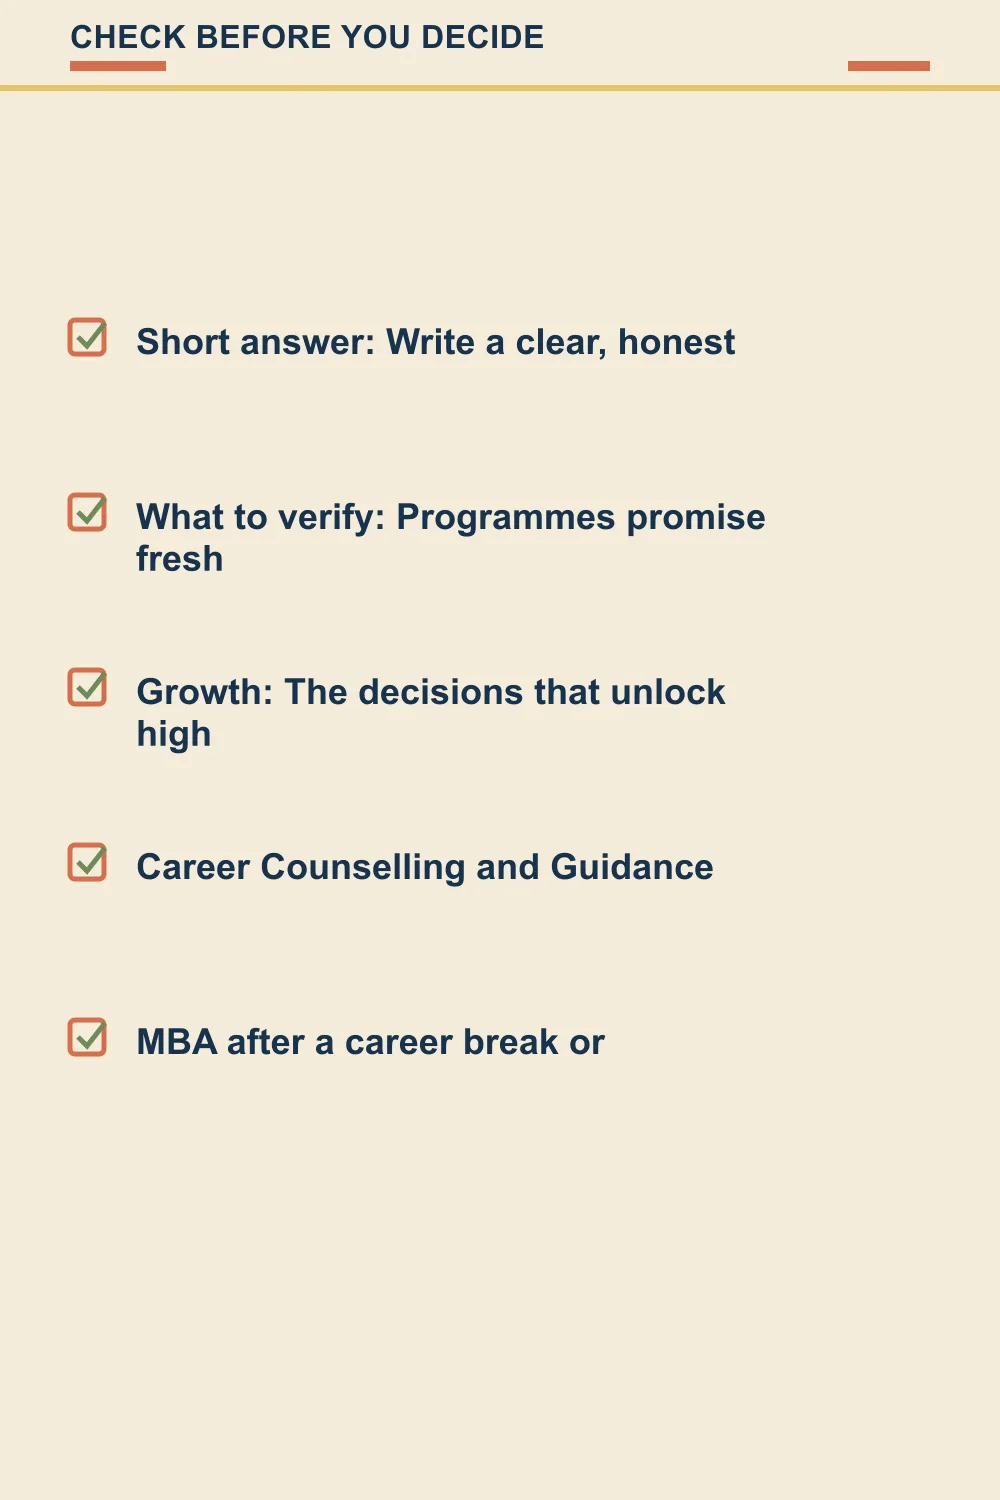 CHECK BEFORE YOU DECIDE
Short answer: Write a clear, honest
What to verify: Programmes promise
fresh
Growth: The decisions that unlock
high
Career Counselling and Guidance
MBA after a career break or